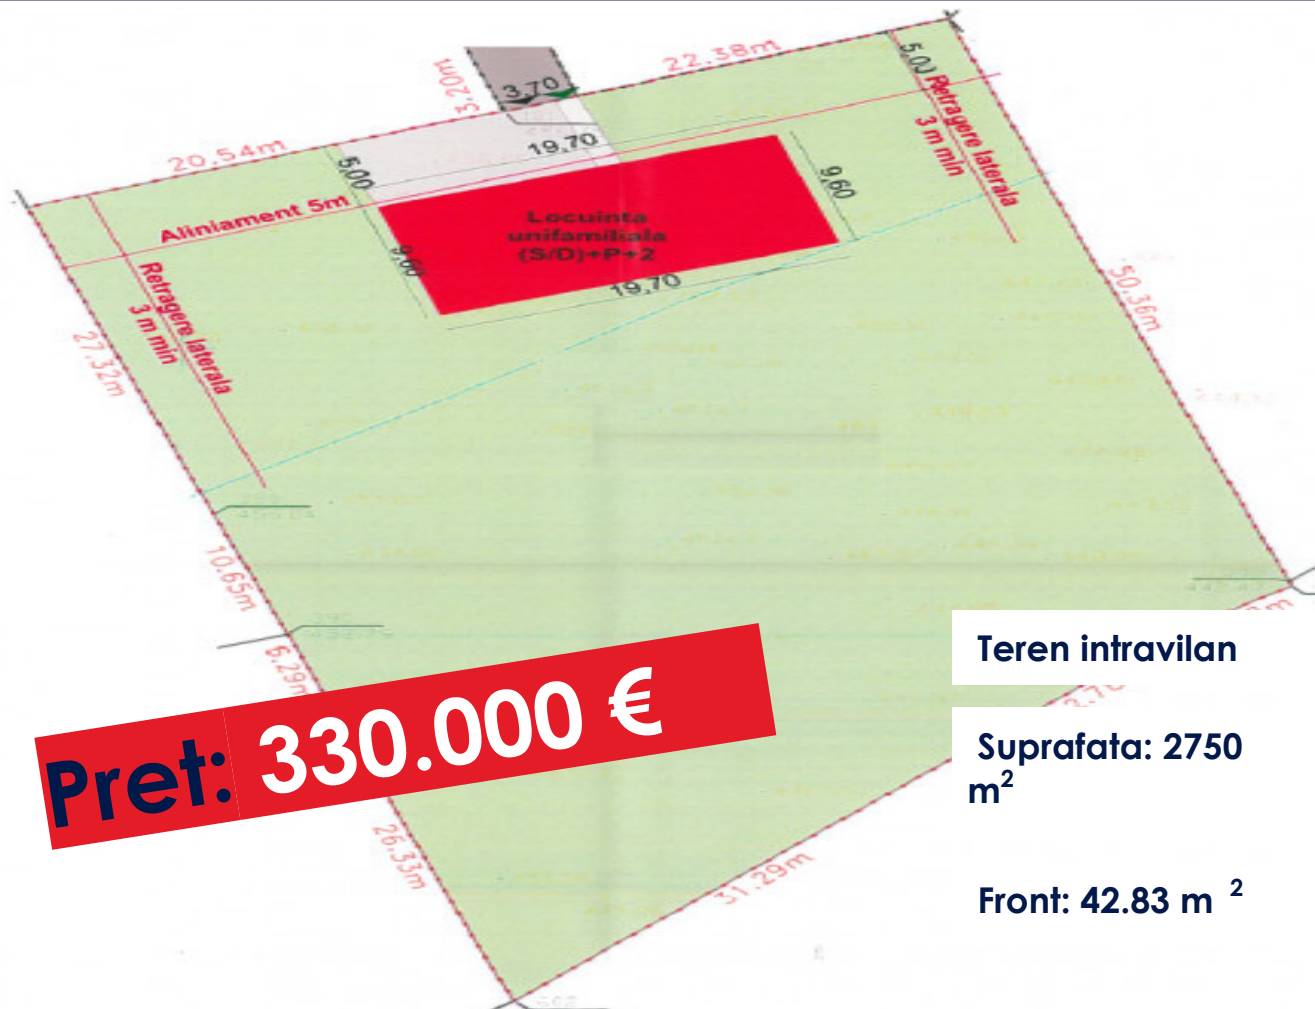 22.38m
3.20m
3,70
5,00
Retragere laterala
3 m min
20.54m
5,00
19,70
9,60
Aliniament 5m
Locuinta
unifamiliala
(S/D)+P+2
9,60
19,70
Retragere laterala
3 m min
27.32m
50.36m
10.65m
6.29m
Pret: 330.000 €
Teren intravilan
Suprafata: 2750
m²
Front: 42.83 m ²
26.33m
31.29m